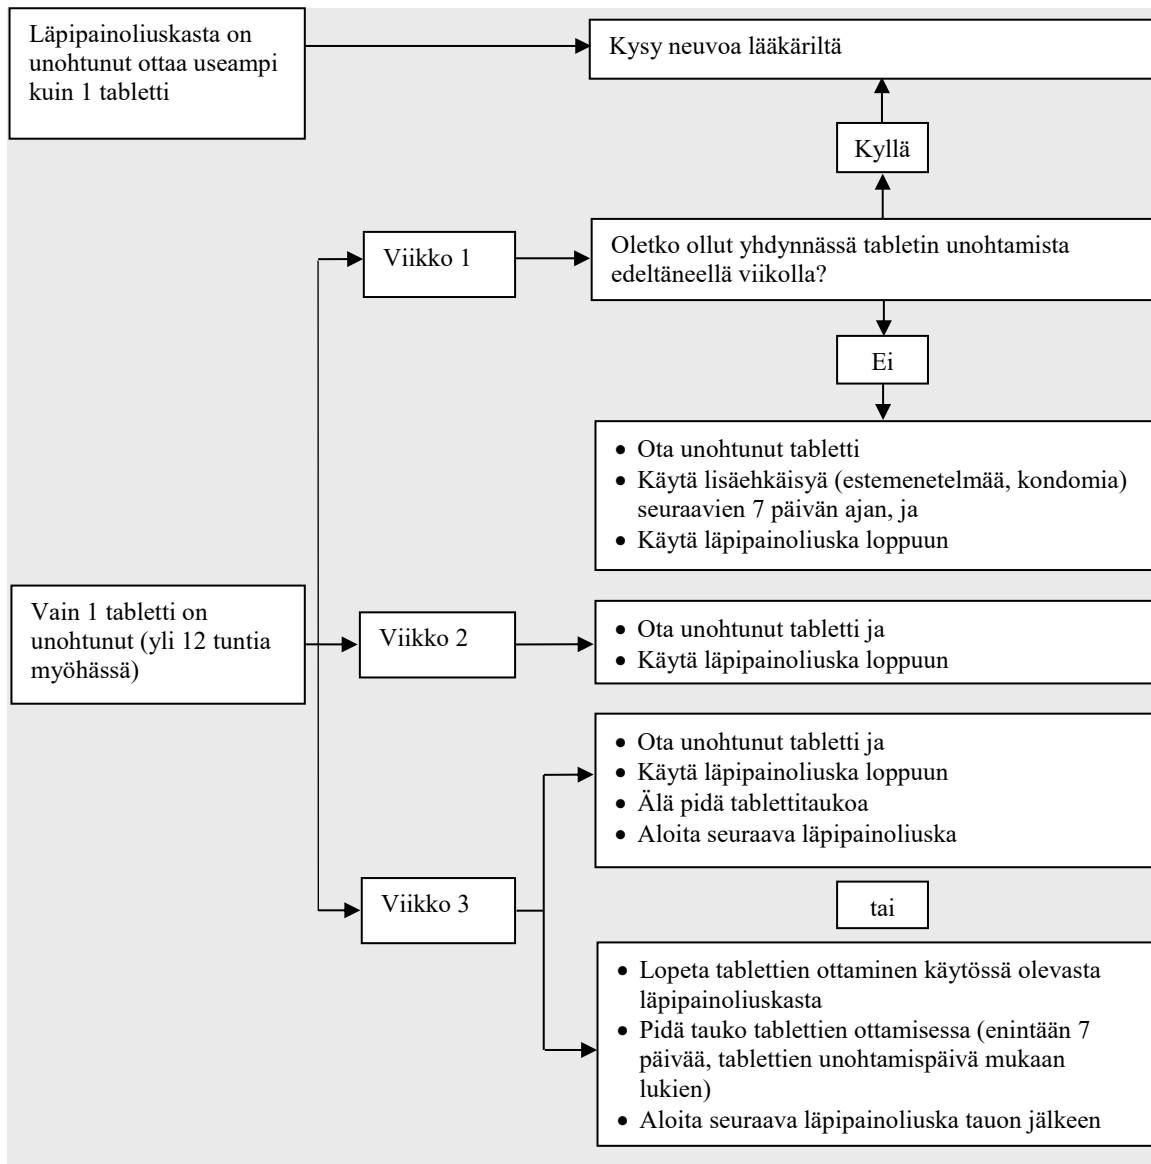 Läpipainoliuskasta on
unohtunut ottaa useampi
kuin 1 tabletti
Kysy neuvoa lääkäriltä
Kyllä
Viikko 1
Oletko ollut yhdynnässä tabletin unohtamista
edeltäneellä viikolla?
Ei
• Ota unohtunut tabletti
• Käytä lisäehkäisyä (estemenetelmää, kondomia)
seuraavien 7 päivän ajan, ja
• Käytä läpipainoliuska loppuun
Vain 1 tabletti on
unohtunut (yli 12 tuntia
myöhässä)
Viikko 2
• Ota unohtunut tabletti ja
• Käytä läpipainoliuska loppuun
• Ota unohtunut tabletti ja
• Käytä läpipainoliuska loppuun
• Älä pidä tablettitaukoa
• Aloita seuraava läpipainoliuska
Viikko 3
tai
• Lopeta tablettien ottaminen käytössä olevasta
läpipainoliuskasta
• Pidä tauko tablettien ottamisessa (enintään 7
päivää, tablettien unohtamispäivä mukaan
lukien)
• Aloita seuraava läpipainoliuska tauon jälkeen